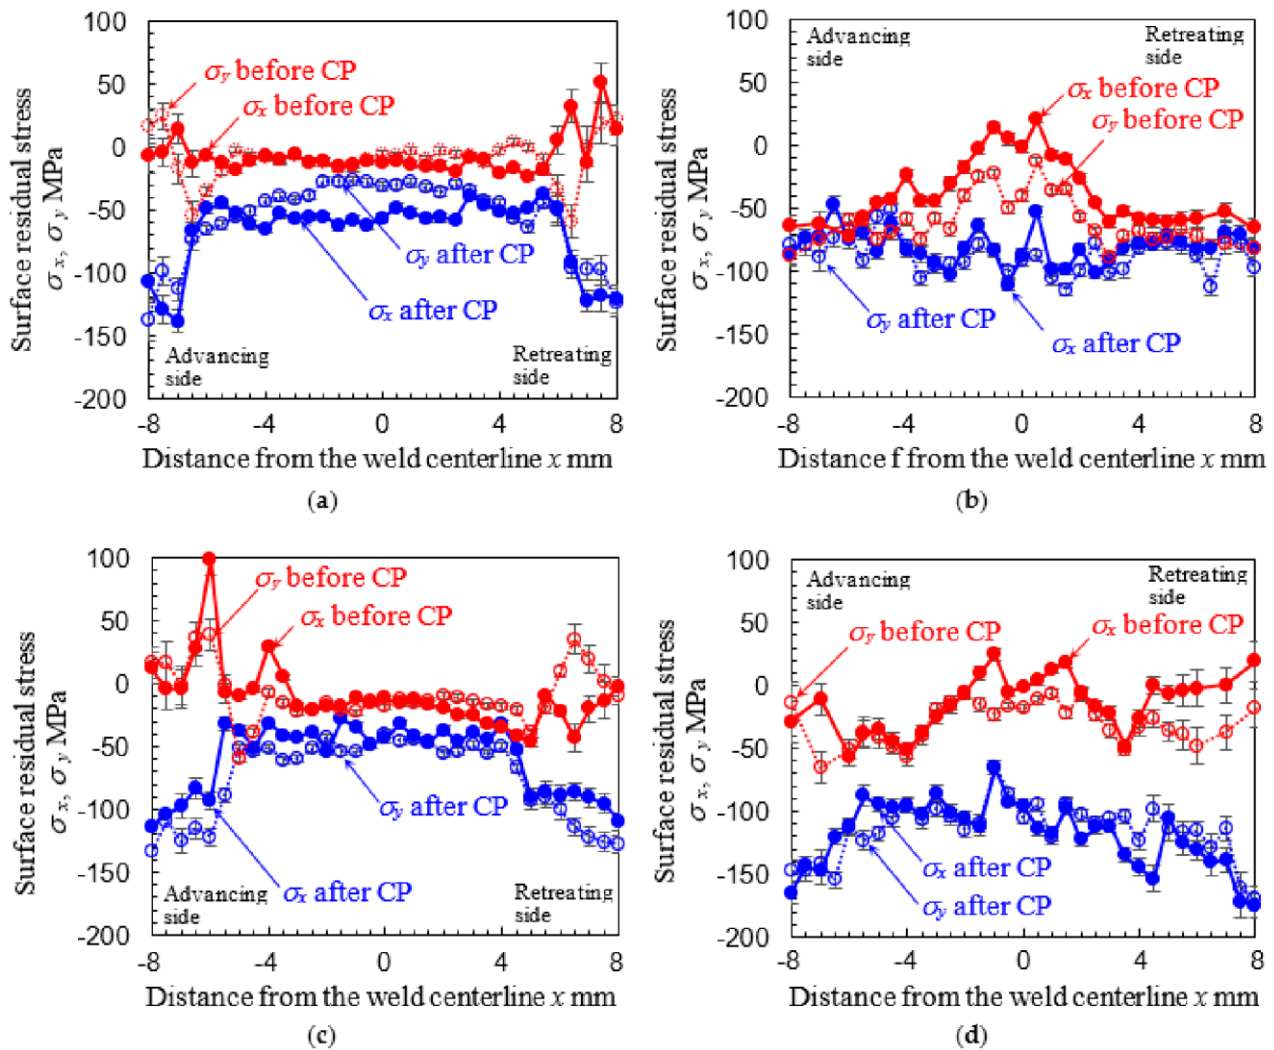 Surface residual stress
σx, σy MPa
100
50
0
-50
-100
-150
-200
σy before CP
σx before CP
σy after CP
σx after CP
Advancing
side
Retreating
side
-8
-4
0
4
8
Distance from the weld centerline x mm
(a)
Surface residual stress
σx, σy MPa
100
50
0
-50
-100
-150
-200
Advancing
side
Retreating
side
σx before CP
σy before CP
σy after CP
σx after CP
-8
-4
0
4
8
Distance f from the weld centerline x mm
(b)
Surface residual stress
σx, σy MPa
100
50
0
-50
-100
-150
-200
σy before CP
σx before CP
σy after CP
σx after CP
Advancing
side
Retreating
side
-8
-4
0
4
8
Distance from the weld centerline x mm
(c)
Surface residual stress
σx, σy MPa
100
50
0
-50
-100
-150
-200
Advancing
side
Retreating
side
σy before CP
σx before CP
σx after CP
σy after CP
-8
-4
0
4
8
Distance from the weld centerline x mm
(d)